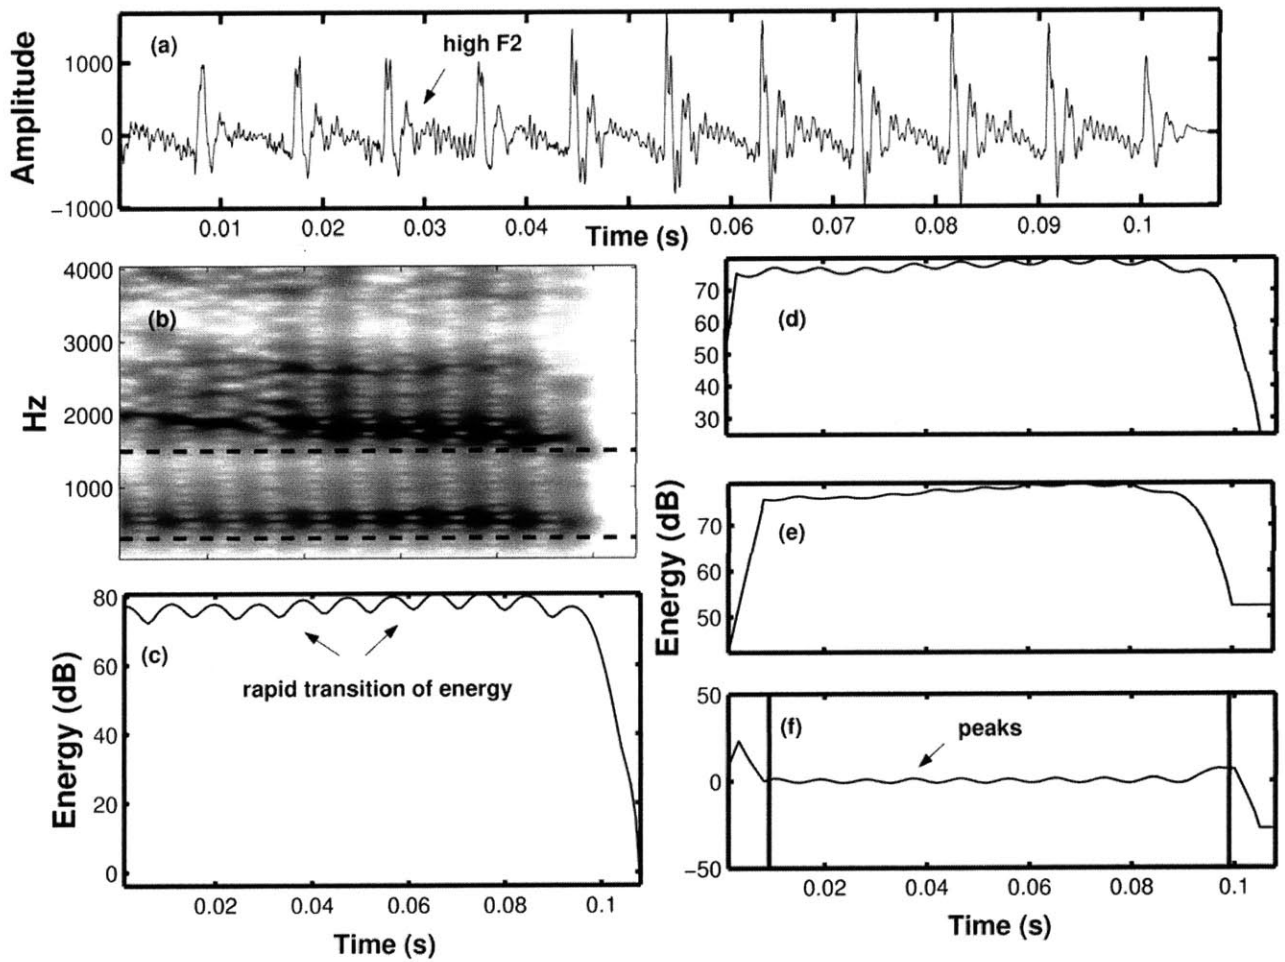 (a)
high F2
Amplitude
1000
0
−1000
0.01 0.02 0.03 0.04 0.06 0.07 0.08 0.09 0.1
Time (s)
(b)
Hz
4000
3000
2000
1000
(c)
rapid transition of energy
Energy (dB)
80
60
40
20
0
0.02 0.04 0.06 0.08 0.1
Time (s)
(d)
70
60
50
40
30
(e)
Energy (dB)
70
60
50
(f)
peaks
50
0
−50
0.02 0.04 0.06 0.08 0.1
Time (s)